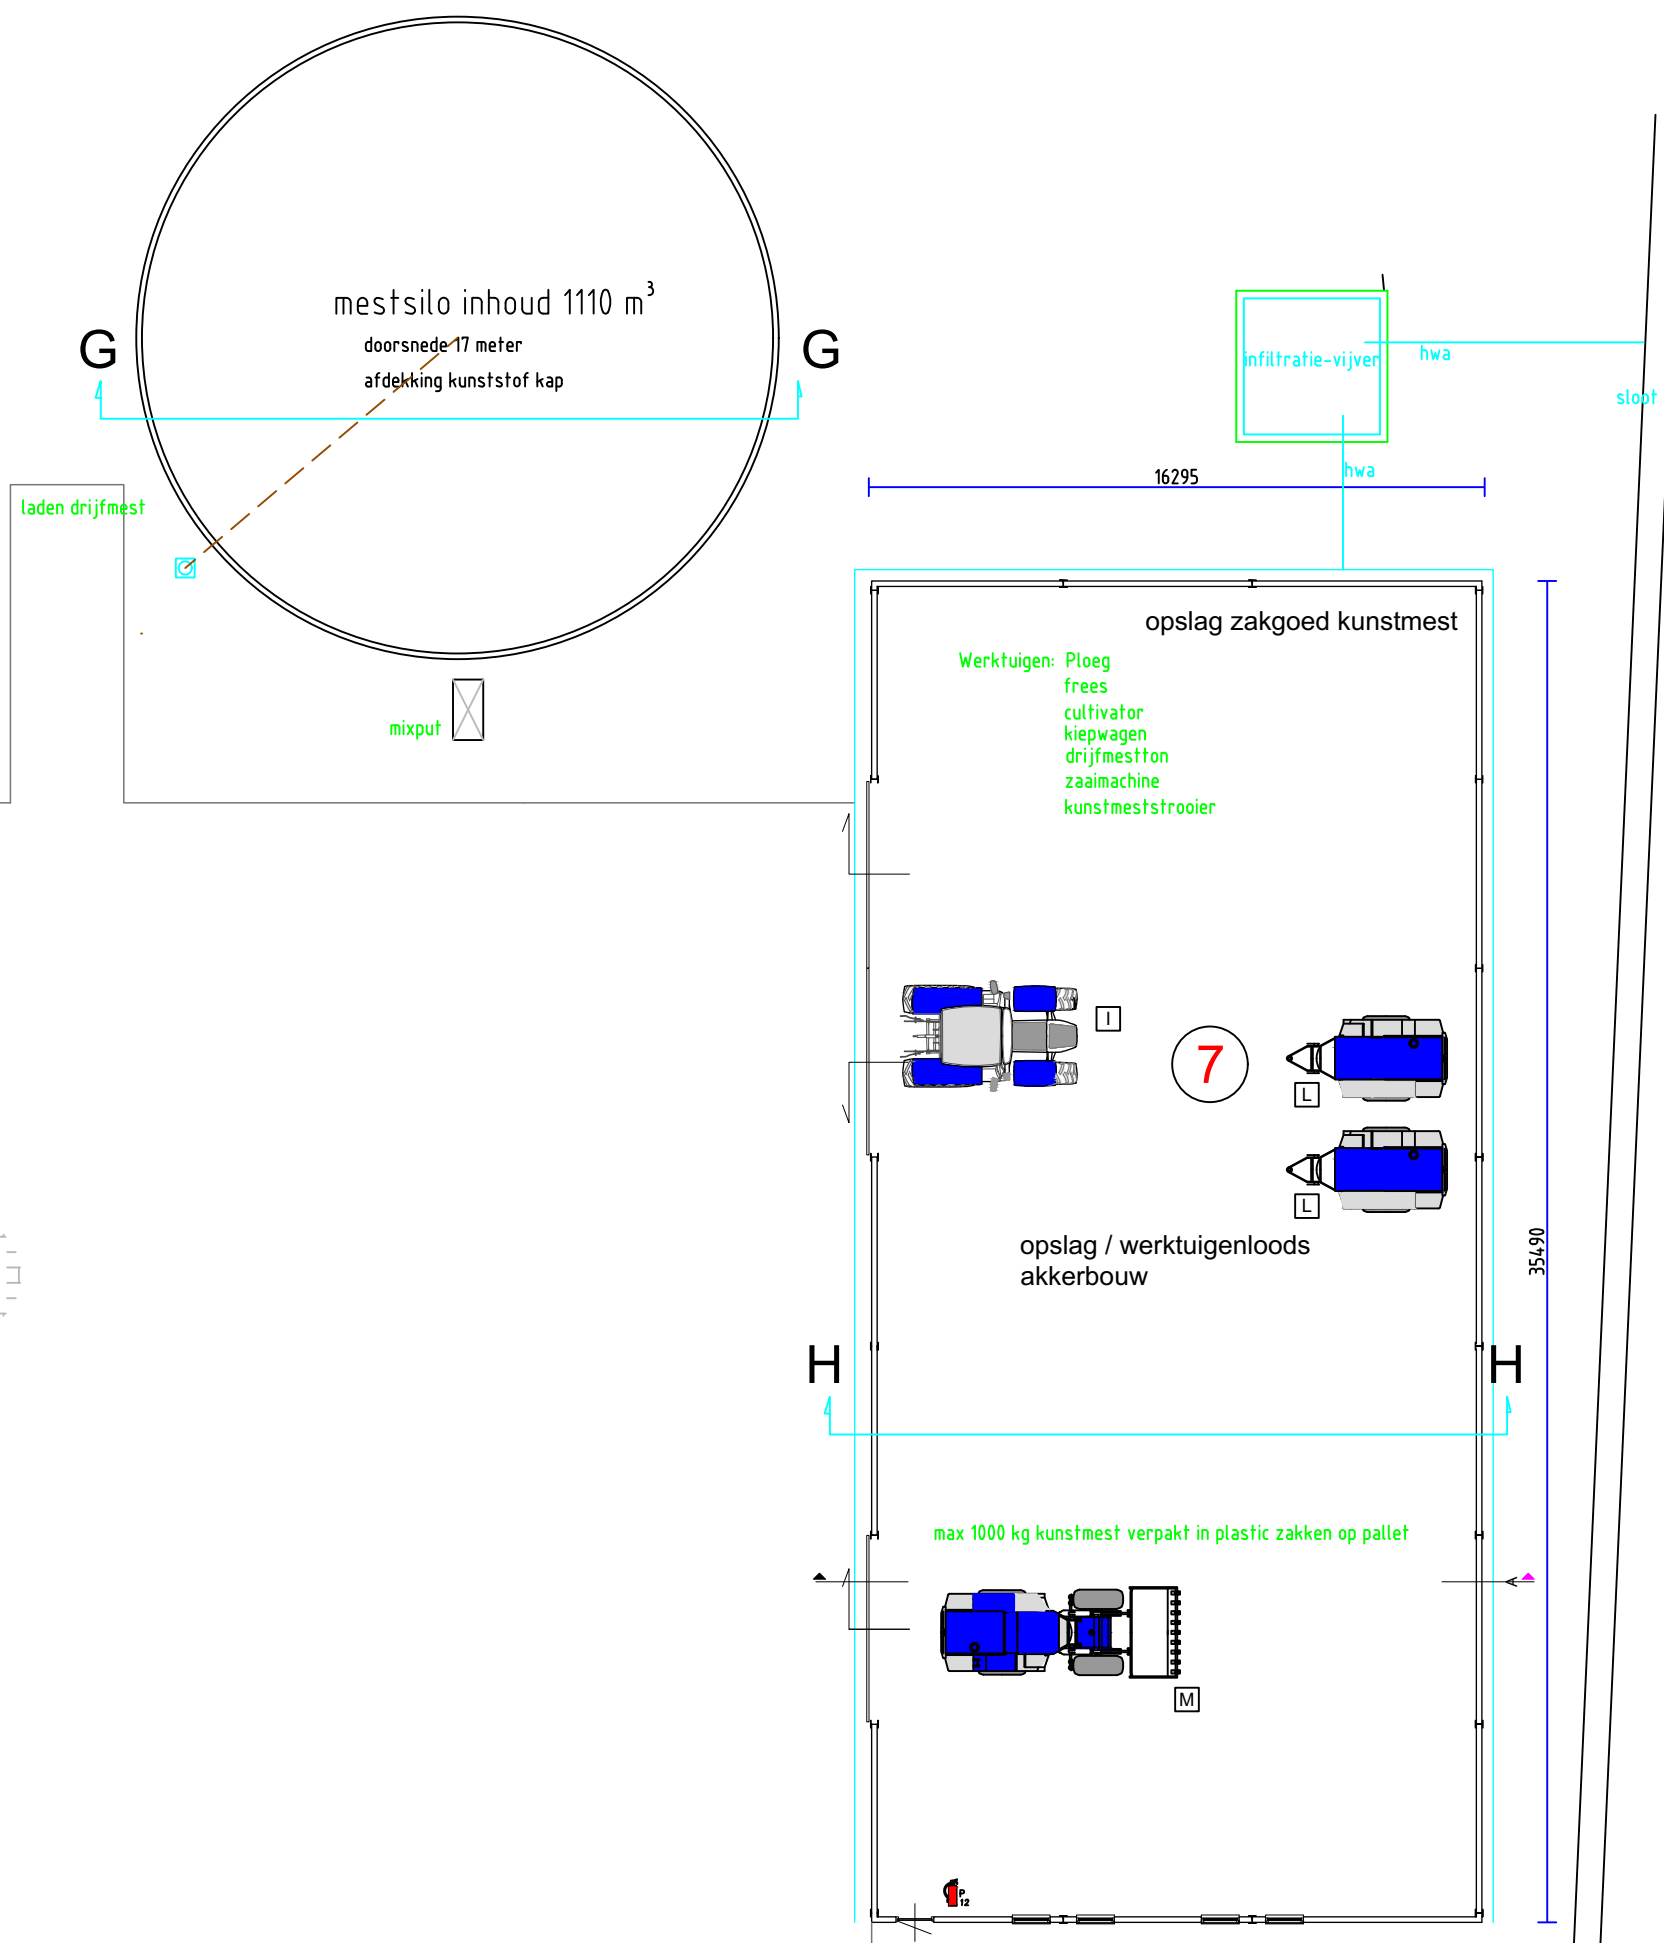 mestsilo inhoud 1110 m³
doorsnede 17 meter
afdekking kunststof kap
G
G
infiltratie-vijver
hwa
sloot
hwa
16295
laden drijfmest
mixput
opslag zakgoed kunstmest
Werktuigen: Ploeg
frees
cultivator
kiepwagen
drijfmestton
zaaimachine
kunstmeststrooier
I
7
L
L
opslag / werktuigenloods
akkerbouw
35490
H
H
max 1000 kg kunstmest verpakt in plastic zakken op pallet
M
P
12